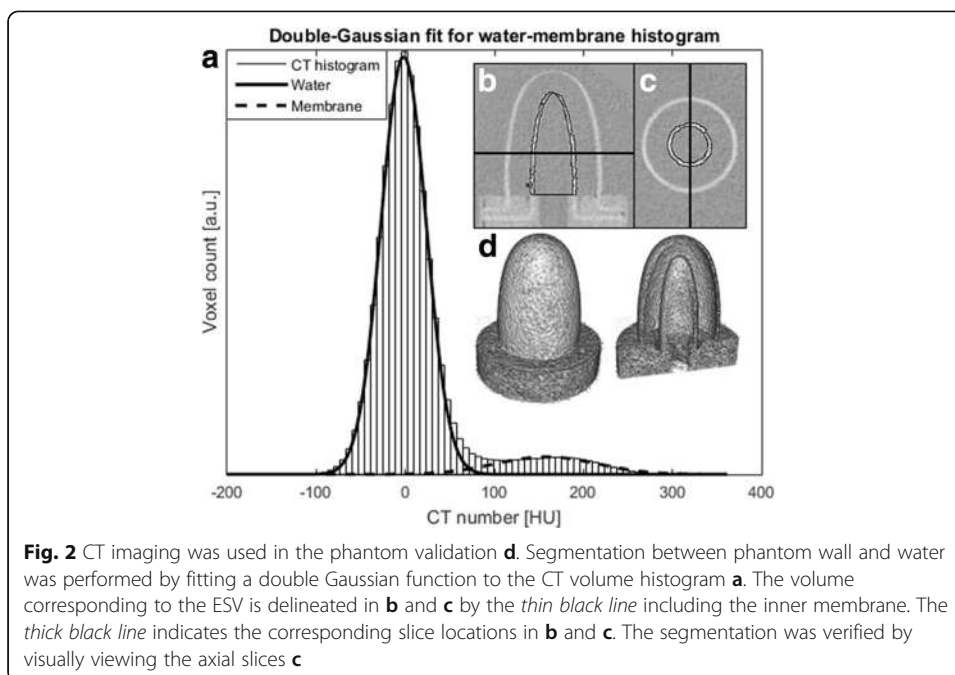 Double-Gaussian fit for water-membrane histogram
a
CT histogram
Water
Membrane
b
c
d
Voxel count [a.u.]
-200
-100
0
100
200
300
400
CT number [HU]
Fig. 2 CT imaging was used in the phantom validation d. Segmentation between phantom wall and water
was performed by fitting a double Gaussian function to the CT volume histogram a. The volume
corresponding to the ESV is delineated in b and c by the thin black line including the inner membrane. The
thick black line indicates the corresponding slice locations in b and c. The segmentation was verified by
visually viewing the axial slices c